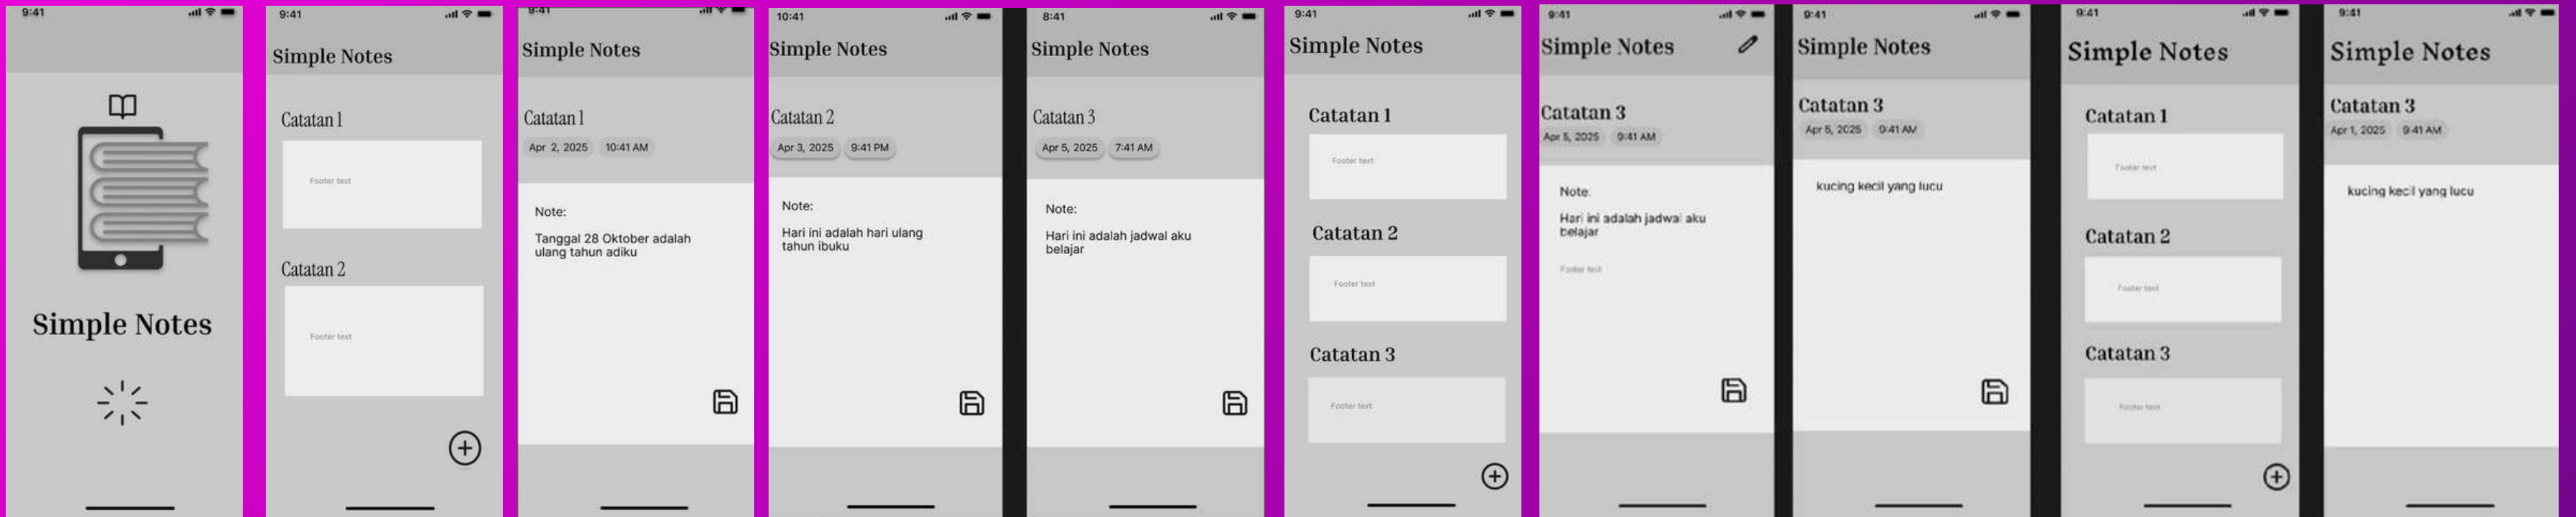 9:41
Simple Notes
9:41
Simple Notes
Catatan 1
Footer text
Catatan 2
Footer text
9:41
Simple Notes
Catatan 1
Apr 2, 2025 10:41 AM
Note:
Tanggal 28 Oktober adalah
ulang tahun adiku
10:41
Simple Notes
Catatan 2
Apr 3, 2025 9:41 PM
Note:
Hari ini adalah hari ulang
tahun ibuku
8:41
Simple Notes
Catatan 3
Apr 5, 2025 7:41 AM
Note:
Hari ini adalah jadwal aku
belajar
9:41
Simple Notes
Catatan 1
Footer text
Catatan 2
Footer text
Catatan 3
Footer text
9:41
Simple Notes
Catatan 3
Apr 5, 2025 9:41 AM
Note:
Hari ini adalah jadwal aku
belajar
Footer text
9:41
Simple Notes
Catatan 3
Apr 5, 2025 9:41 AM
kucing kecil yang lucu
9:41
Simple Notes
Catatan 1
Footer text
Catatan 2
Footer text
Catatan 3
Footer text
9:41
Simple Notes
Catatan 3
Apr 1, 2025 9:41 AM
kucing kecil yang lucu